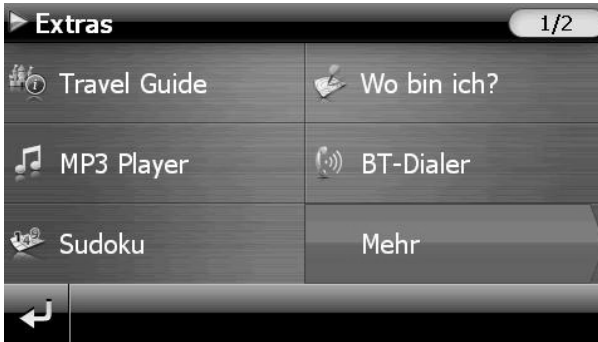 Extras
1/2
Travel Guide
Wo bin ich?
MP3 Player
BT-Dialer
Sudoku
Mehr